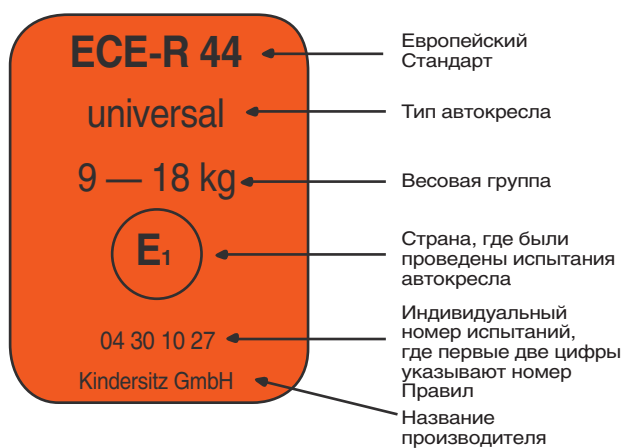 ECE-R 44
Европейский
Стандарт
universal
Тип автокресла
9 — 18 kg
Весовая группа
E1
Страна, где были
проведены испытания
автокресла
04 30 10 27
Индивидуальный
номер испытаний,
где первые две цифры
указывают номер
Правил
Kindersitz GmbH
Название
производителя